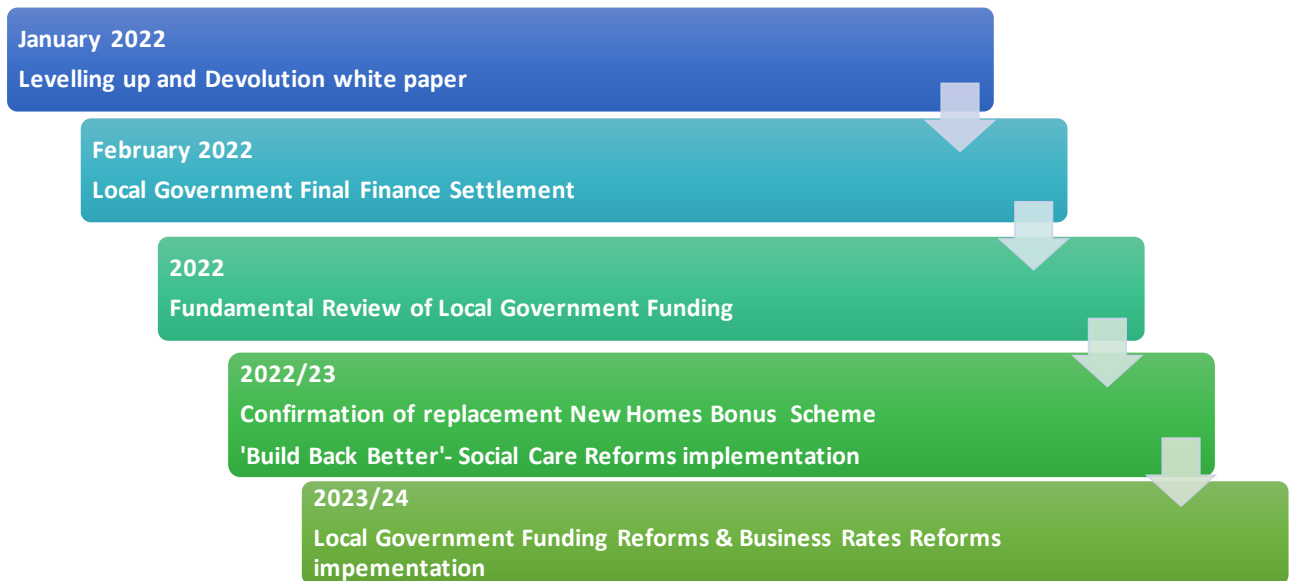 January 2022
Levelling up and Devolution white paper
February 2022
Local Government Final Finance Settlement
2022
Fundamental Review of Local Government Funding
2022/23
Confirmation of replacement New Homes Bonus Scheme
'Build Back Better'- Social Care Reforms implementation
2023/24
Local Government Funding Reforms & Business Rates Reforms
impementation